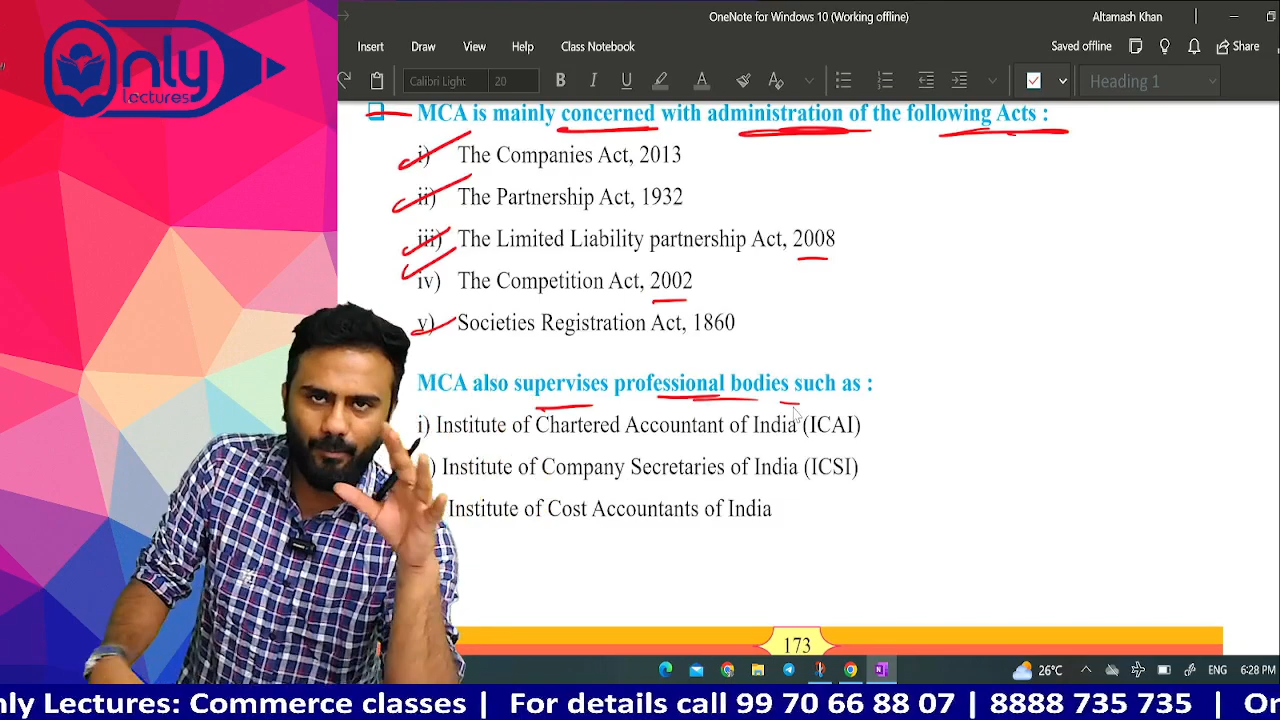 OneNote for Windows 10 (Working offline)
Altamash Khan
Insert Draw View Help Class Notebook
Saved offline
Share
Calibri Light 20
B I U A
Heading 1
Only
lectures
MCA is mainly concerned with administration of the following Acts :
i) The Companies Act, 2013
ii) The Partnership Act, 1932
iii) The Limited Liability partnership Act, 2008
iv) The Competition Act, 2002
v) Societies Registration Act, 1860
MCA also supervises professional bodies such as :
i) Institute of Chartered Accountant of India (ICAI)
) Institute of Company Secretaries of India (ICSI)
Institute of Cost Accountants of India
173
26°C
ENG
6:28 PM
nly Lectures: Commerce classes | For details call 99 70 66 88 07 | 8888 735 735 | On